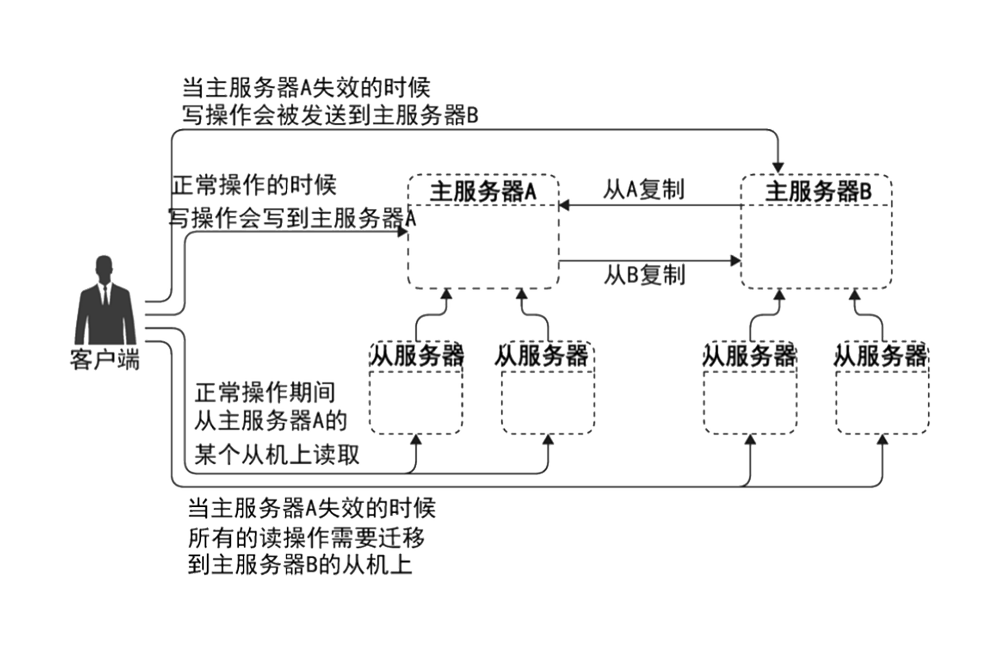 当主服务器A失效的时候
写操作会被发送到主服务器B
正常操作的时候
写操作会写到主服务器A
主服务器A
从A复制
主服务器B
从B复制
客户端
从服务器
从服务器
从服务器
从服务器
正常操作期间
从主服务器A的
某个从机上读取
当主服务器A失效的时候
所有的读操作需要迁移
到主服务器B的从机上